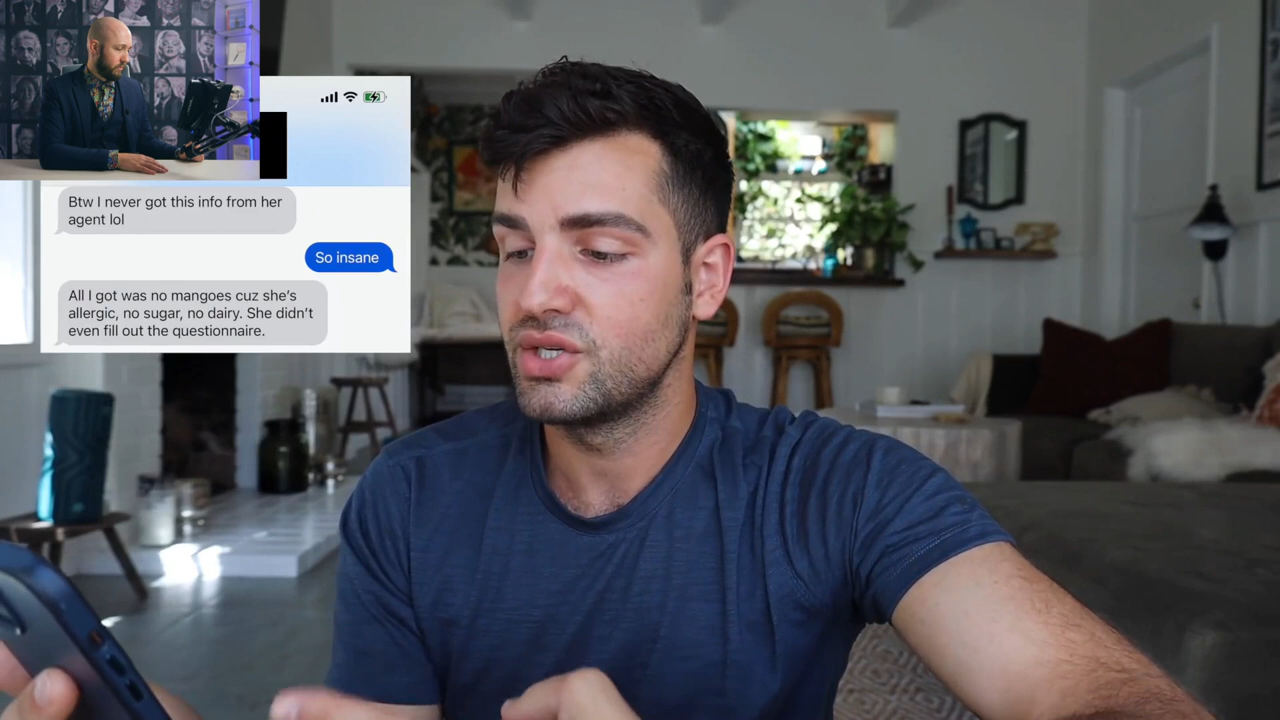 Btw I never got this info from her
agent lol
So insane
All I got was no mangoes cuz she's
allergic, no sugar, no dairy. She didn't
even fill out the questionnaire.